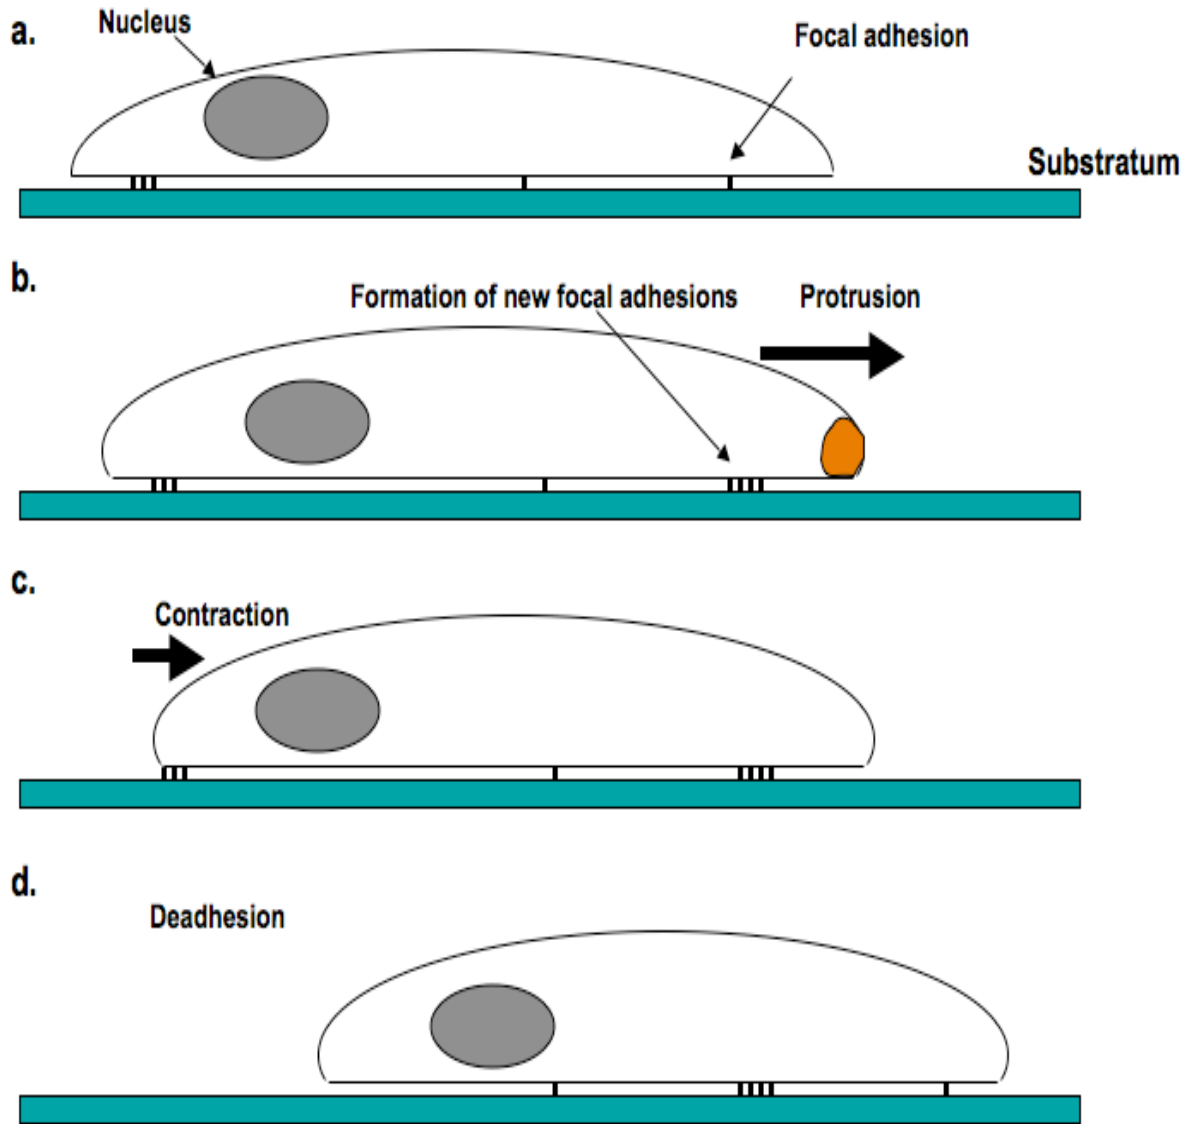 a.
Nucleus
Focal adhesion
Substratum
b.
Formation of new focal adhesions
Protrusion
c.
Contraction
d.
Deadhesion